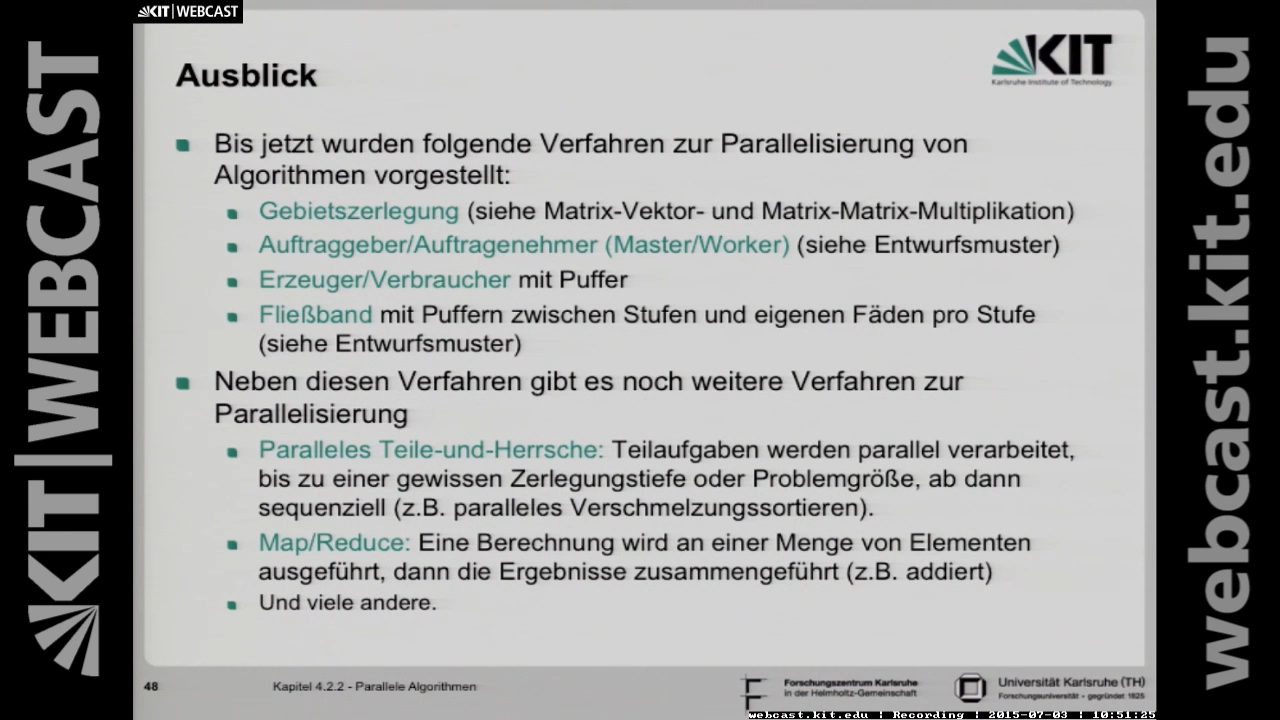 KIT | WEBCAST
KIT | WEBCAST
webcast.kit.edu
KIT
Karlsruhe Institute of Technology
Ausblick
Bis jetzt wurden folgende Verfahren zur Parallelisierung von
Algorithmen vorgestellt:
Gebietszerlegung (siehe Matrix-Vektor- und Matrix-Matrix-Multiplikation)
Auftraggeber/Auftragenehmer (Master/Worker) (siehe Entwurfsmuster)
Erzeuger/Verbraucher mit Puffer
Fließband mit Puffern zwischen Stufen und eigenen Fäden pro Stufe
(siehe Entwurfsmuster)
Neben diesen Verfahren gibt es noch weitere Verfahren zur
Parallelisierung
Paralleles Teile-und-Herrsche: Teilaufgaben werden parallel verarbeitet,
bis zu einer gewissen Zerlegungstiefe oder Problemgröße, ab dann
sequenziell (z.B. paralleles Verschmelzungssortieren).
Map/Reduce: Eine Berechnung wird an einer Menge von Elementen
ausgeführt, dann die Ergebnisse zusammengeführt (z.B. addiert)
Und viele andere.
48
Kapitel 4.2.2 - Parallele Algorithmen
Forschungszentrum Karlsruhe
in der Helmholtz-Gemeinschaft
Universität Karlsruhe (TH)
Forschungsuniversität - gegründet 1825
webcast.kit.edu | Recording | 2015-07-03 | 10:51:25